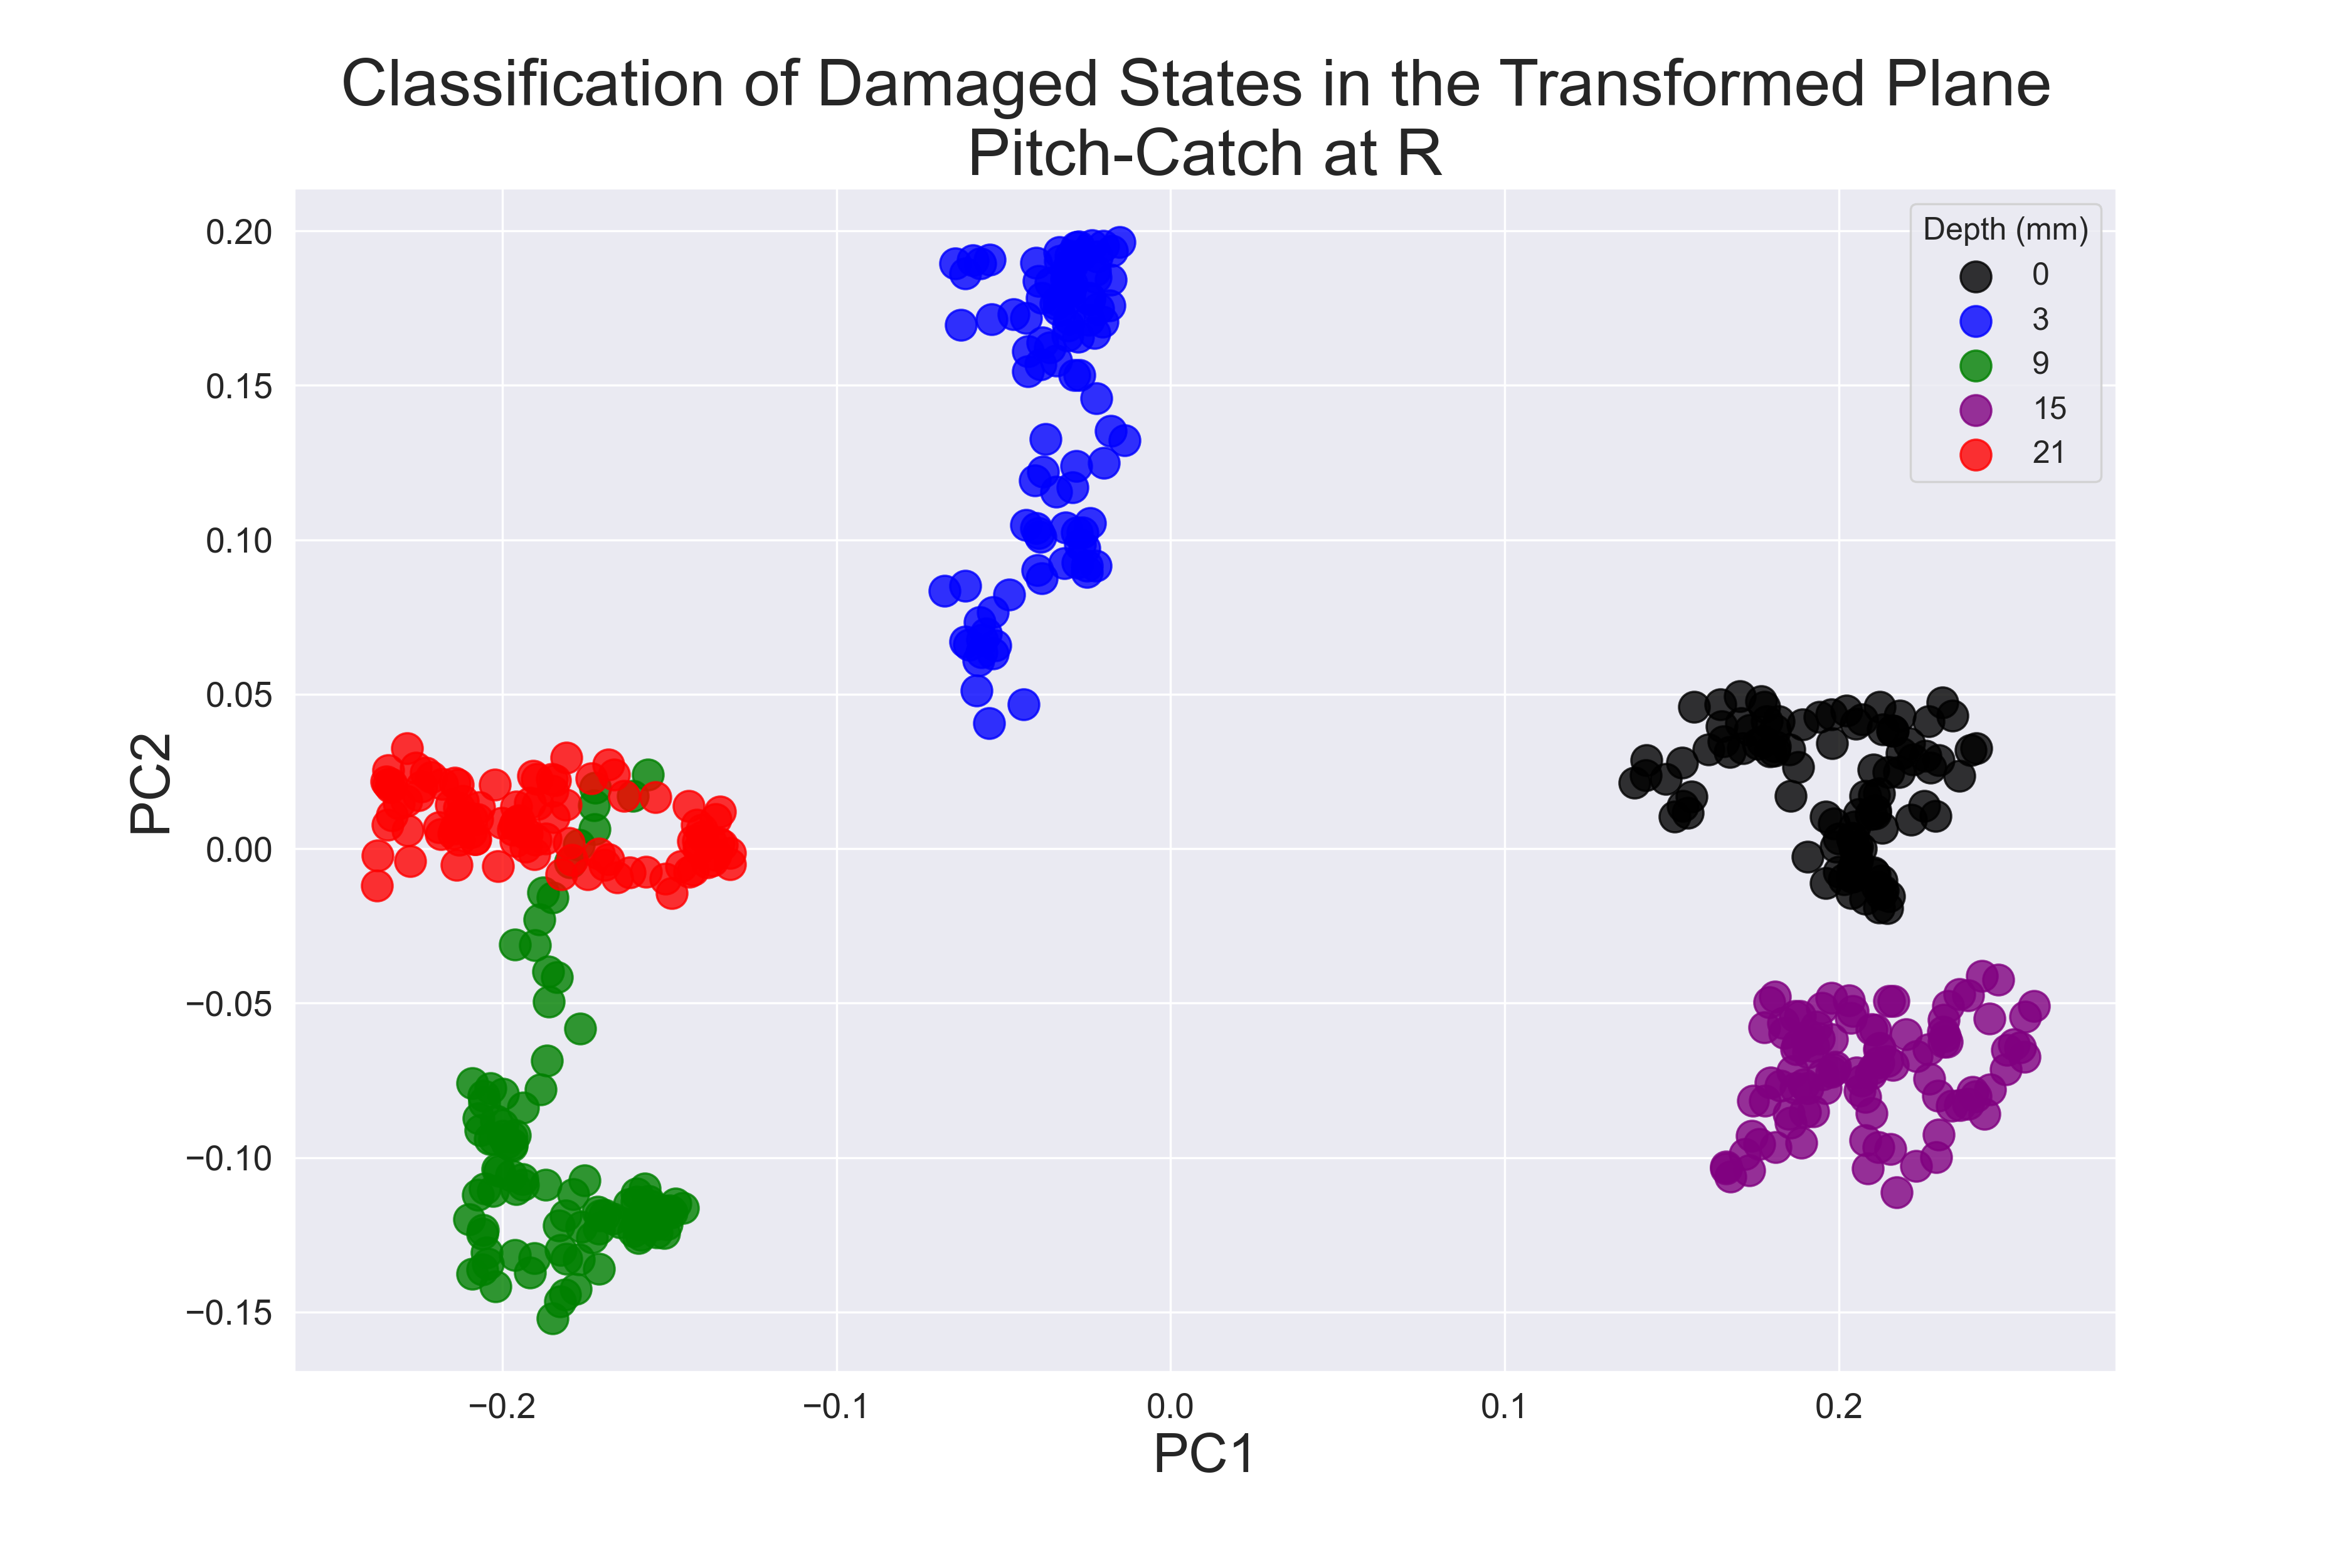 Classification of Damaged States in the Transformed Plane
Pitch-Catch at R
Depth (mm)
0
3
9
15
21
PC2
0.20
0.15
0.10
0.05
0.00
−0.05
−0.10
−0.15
−0.2 −0.1 0.0 0.1 0.2
PC1